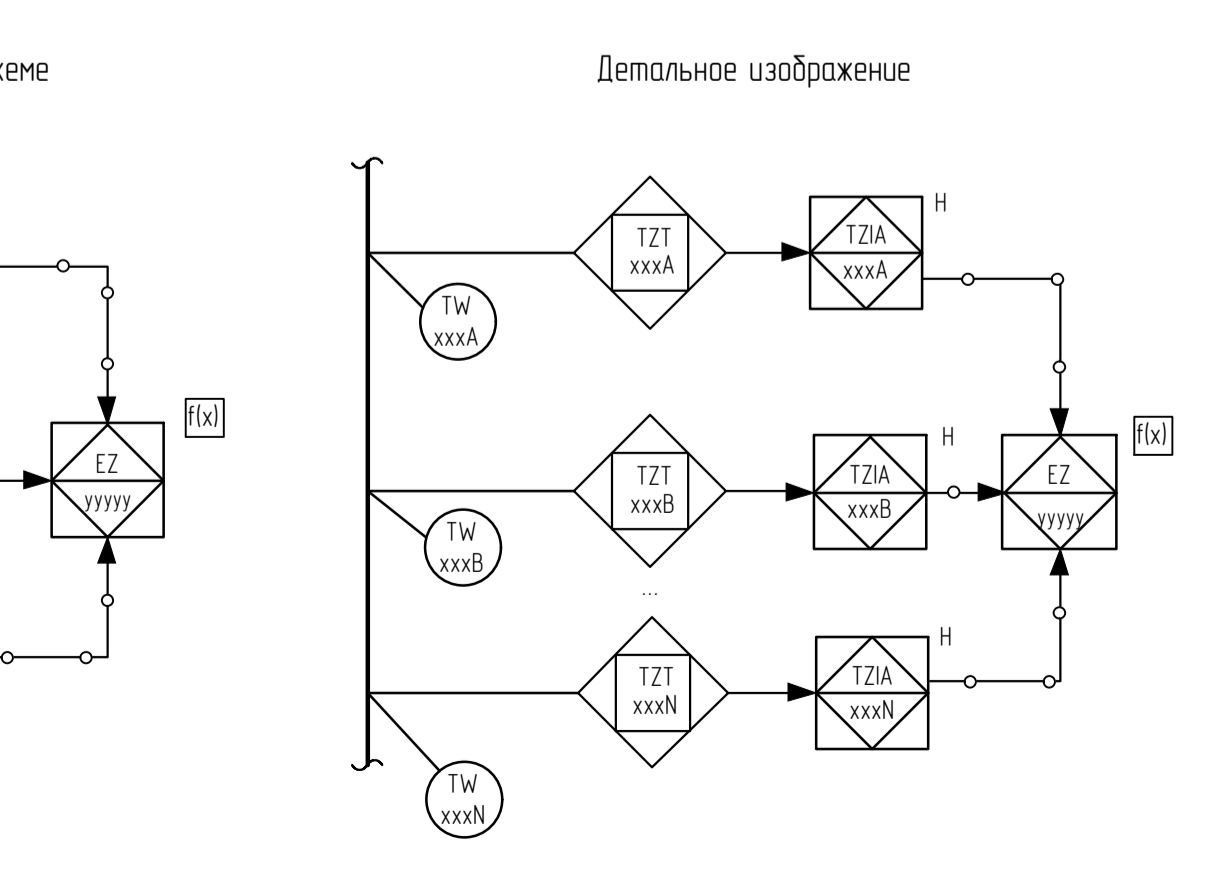 хеме
Детальное изображение
f(x)
EZ
yyyyy
TW
xxxA
TZT
xxxA
TZIA
xxxA
H
TW
xxxB
TZT
xxxB
TZIA
xxxB
H
EZ
yyyyy
f(x)
...
TW
xxxN
TZT
xxxN
TZIA
xxxN
H